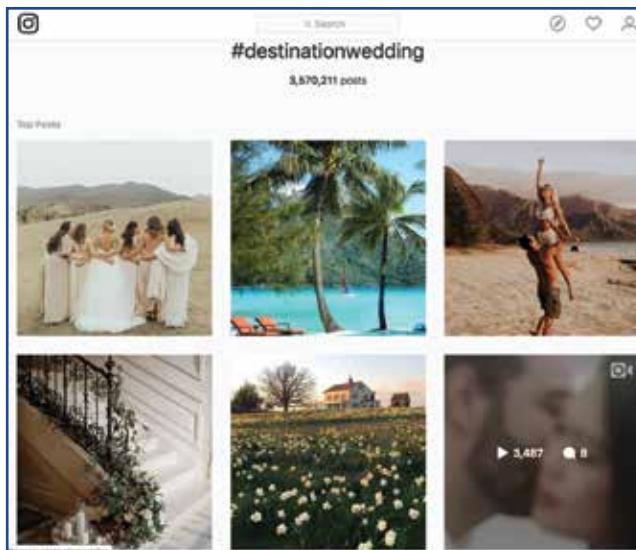 Search
#destinationwedding
3,570,211 posts
Top Posts
3,487 8